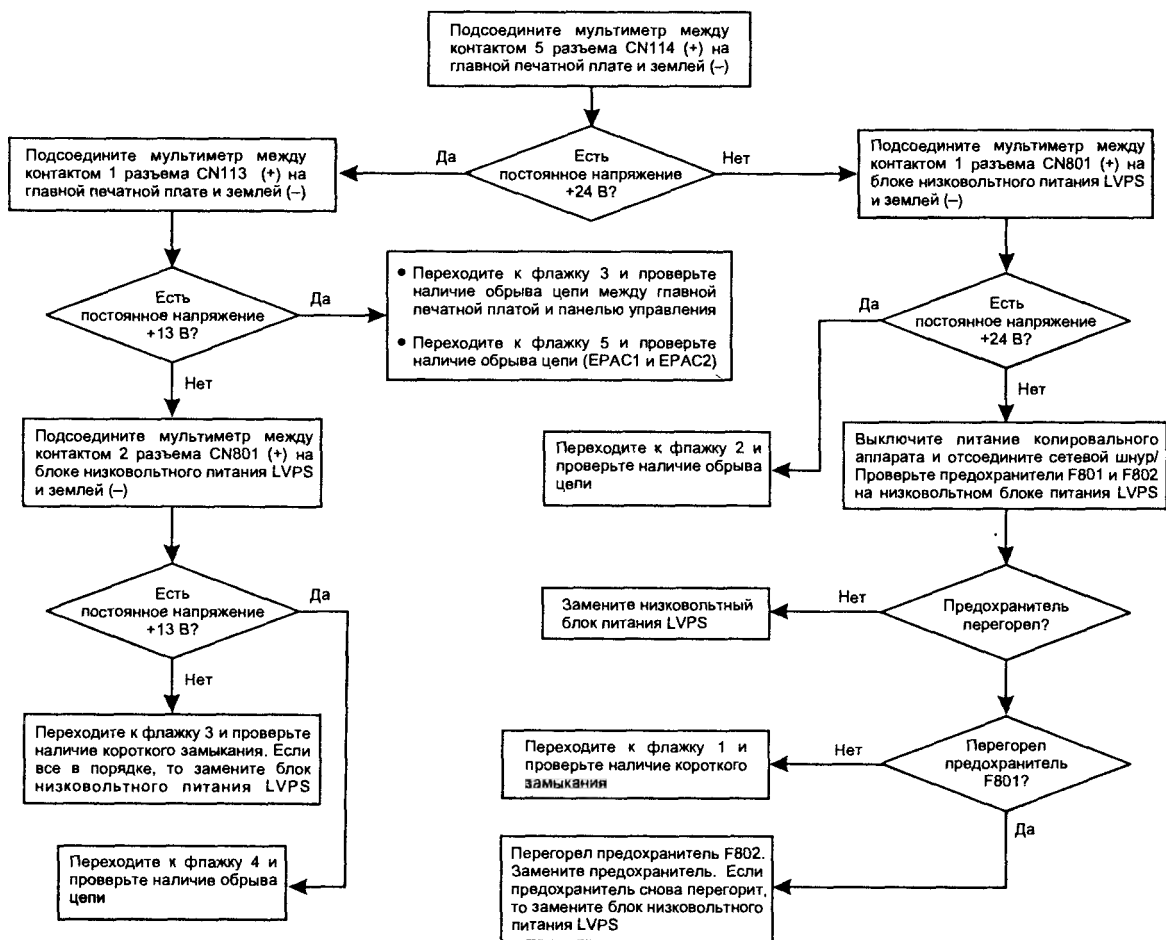 Подсоедините мультиметр между
контактом 5 разъема CN114 (+) на
главной печатной плате и землей (–)
Есть
постоянное напряжение
+24 В?
Да
Нет
Подсоедините мультиметр между
контактом 1 разъема CN113 (+) на
главной печатной плате и землей (–)
Подсоедините мультиметр между
контактом 1 разъема CN801 (+) на
блоке низковольтного питания LVPS
и землей (–)
Есть
постоянное напряжение
+13 В?
Да
Нет
• Переходите к флажку 3 и проверьте
наличие обрыва цепи между главной
печатной платой и панелью управления
• Переходите к флажку 5 и проверьте
наличие обрыва цепи (EPAC1 и EPAC2)
Есть
постоянное напряжение
+24 В?
Да
Нет
Подсоедините мультиметр между
контактом 2 разъема CN801 (+) на
блоке низковольтного питания LVPS
и землей (–)
Переходите к флажку 2 и
проверьте наличие обрыва
цепи
Выключите питание копировального
аппарата и отсоедините сетевой шнур/
Проверьте предохранители F801 и F802
на низковольтном блоке питания LVPS
Есть
постоянное напряжение
+13 В?
Да
Нет
Замените низковольтный
блок питания LVPS
Нет
Предохранитель
перегорел?
Переходите к флажку 3 и проверьте
наличие короткого замыкания. Если
все в порядке, то замените блок
низковольтного питания LVPS
Переходите к флажку 1 и
проверьте наличие короткого
замыкания
Нет
Перегорел
предохранитель
F801?
Да
Переходите к флажку 4 и
проверьте наличие обрыва
цепи
Перегорел предохранитель F802.
Замените предохранитель. Если
предохранитель снова перегорит,
то замените блок низковольтного
питания LVPS